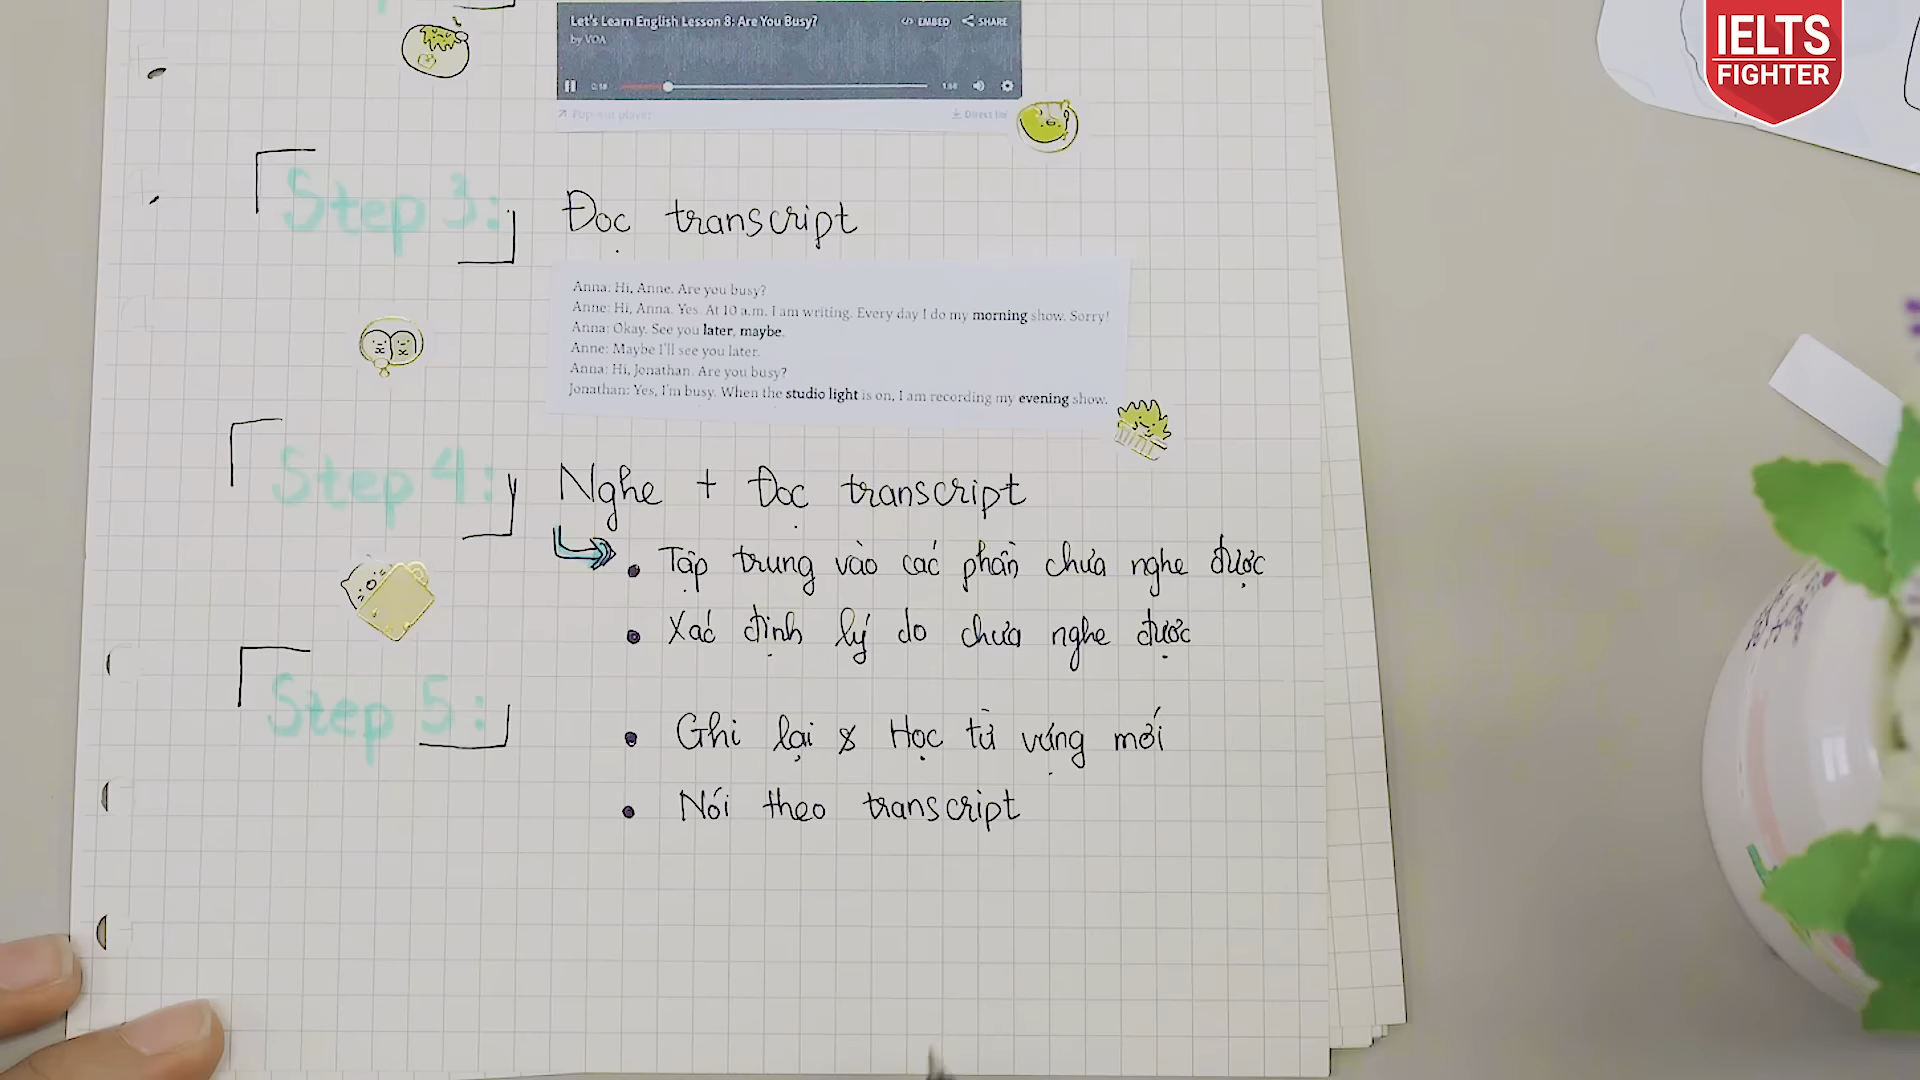 Let's Learn English Lesson 8: Are You Busy?
EMBED SHARE
by VOA
0:18
Pop-out player
IELTS
FIGHTER
Step 3: Đọc transcript
Anna: Hi, Anne. Are you busy?
Anne: Hi, Anna. Yes. At 10 a.m. I am writing. Every day I do my morning show. Sorry!
Anna: Okay. See you later, maybe.
Anne: Maybe I'll see you later.
Anna: Hi, Jonathan. Are you busy?
Jonathan: Yes, I'm busy. When the studio light is on, I am recording my evening show.
Step 4: Nghe + Đọc transcript
Tập trung vào các phần chưa nghe được
Xác định lý do chưa nghe được
Step 5:
Ghi lại & Học từ vựng mới
Nói theo transcript